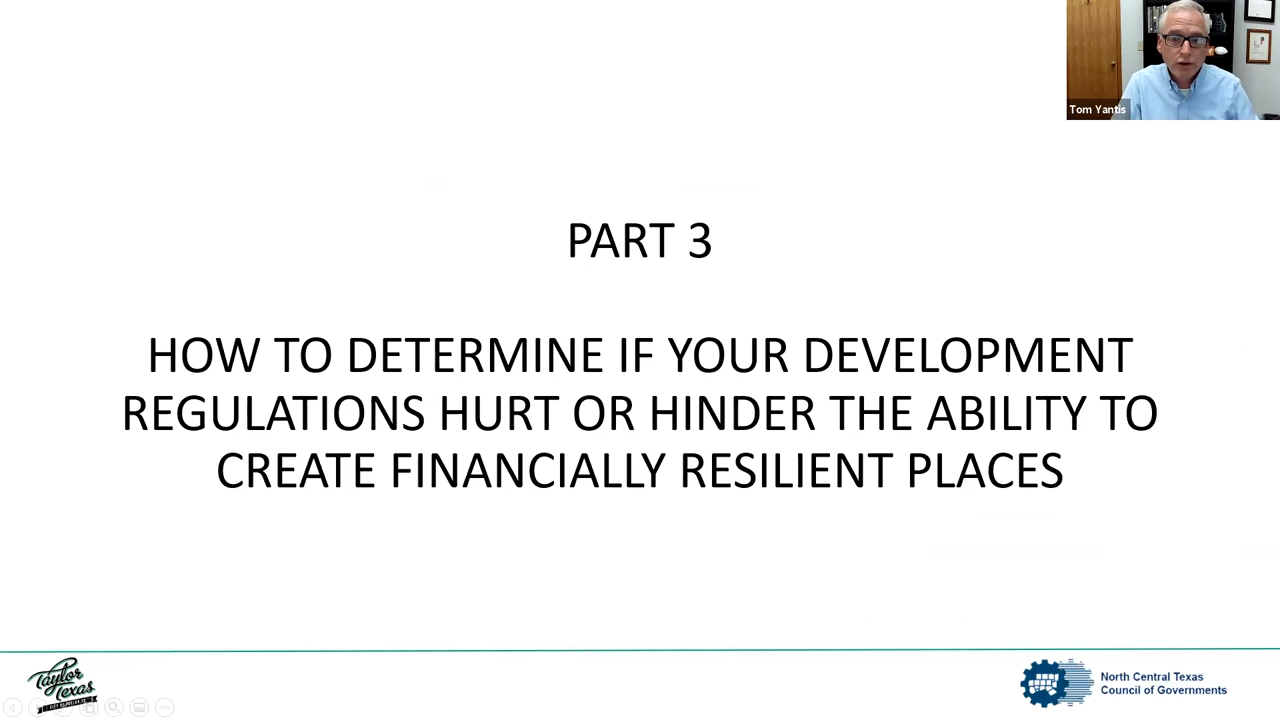 Tom Yantis
PART 3
HOW TO DETERMINE IF YOUR DEVELOPMENT
REGULATIONS HURT OR HINDER THE ABILITY TO
CREATE FINANCIALLY RESILIENT PLACES
Taylor
Texas
North Central Texas
Council of Governments